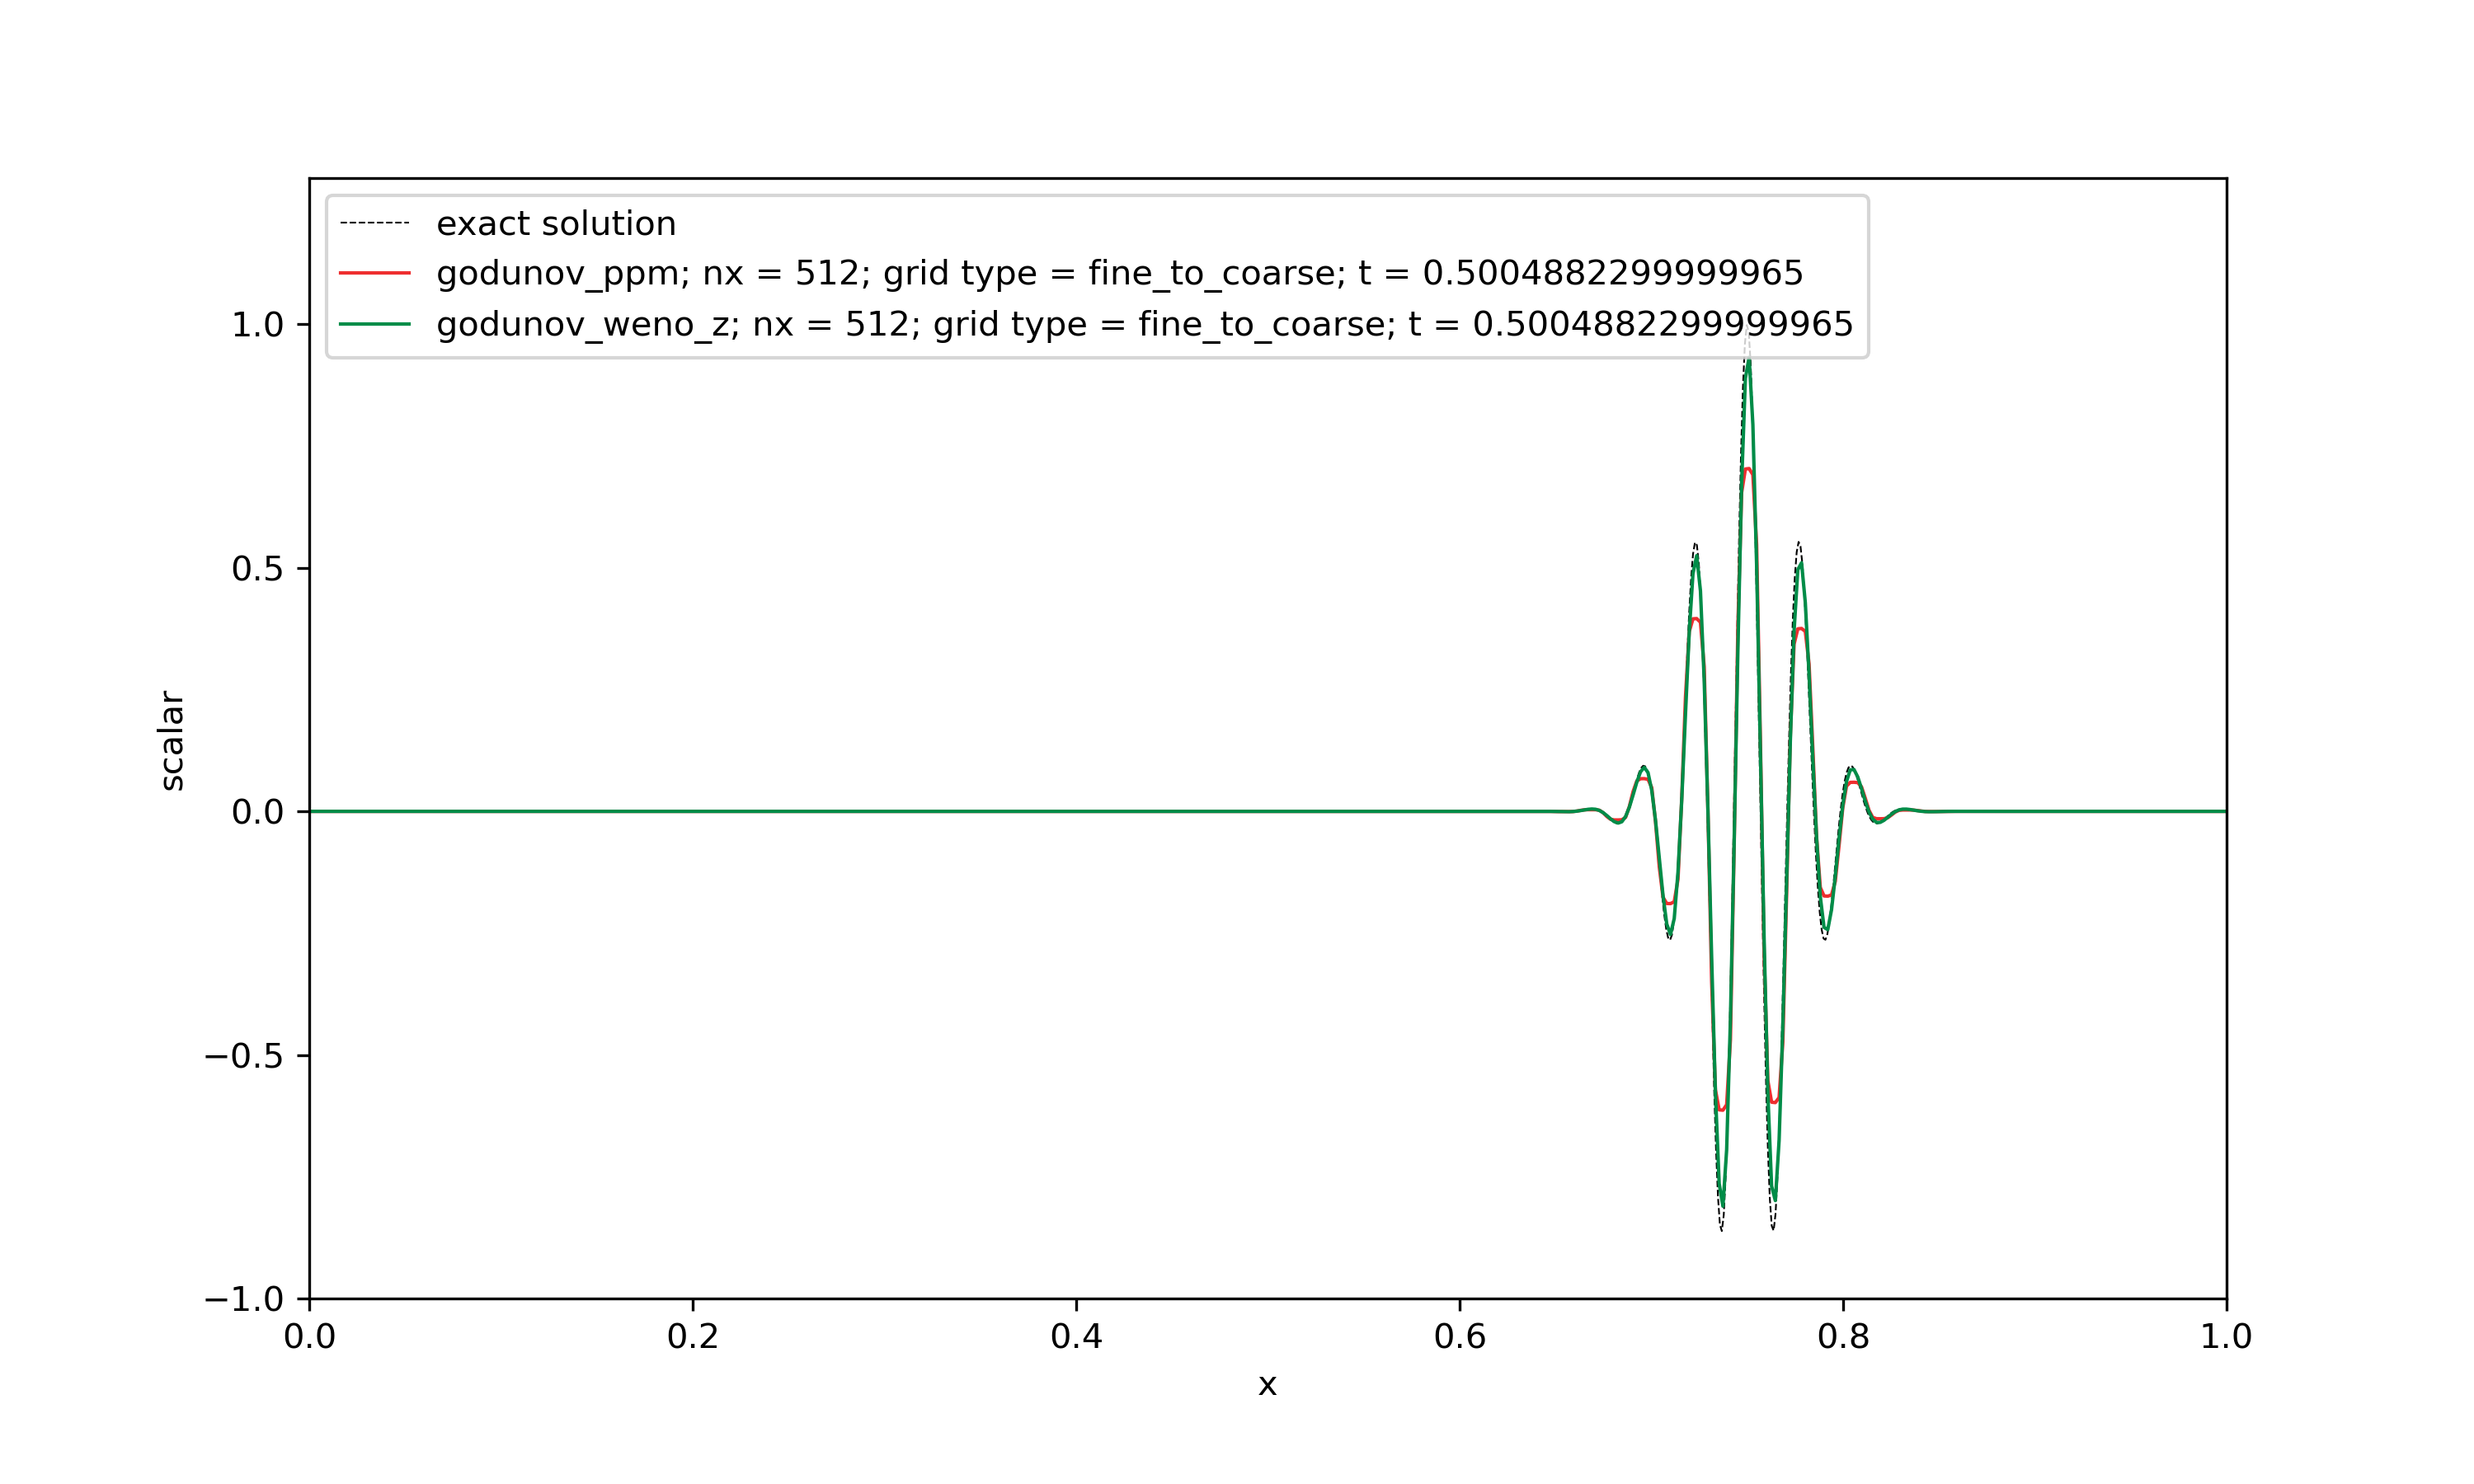 exact solution
godunov_ppm; nx = 512; grid type = fine_to_coarse; t = 0.5004882299999965
godunov_weno_z; nx = 512; grid type = fine_to_coarse; t = 0.5004882299999965
1.0
0.5
0.0
−0.5
−1.0
scalar
0.0 0.2 0.4 0.6 0.8 1.0
x